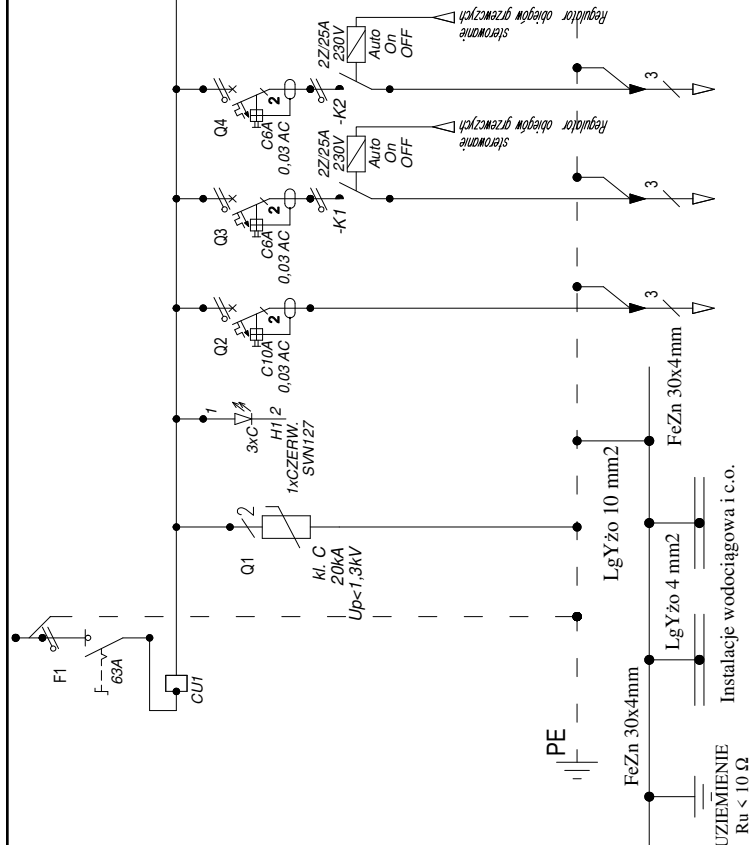 F1
63A
CU1
Q1
2
kl. C
20kA
Up<1,3kV
1
3xC
H1.2
1xCZERW.
SVN127
Q2
2
C10A
0,03 AC
3
Q3
2
C6A
0,03 AC
-K1
2Z/25A
230V
Auto
On
OFF
sterowanie
Regulator obiegów grzewczych
3
Q4
2
C6A
0,03 AC
-K2
2Z/25A
230V
Auto
On
OFF
sterowanie
Regulator obiegów grzewczych
3
PE
LgYżo 10 mm2
FeZn 30x4mm
FeZn 30x4mm
LgYżo 4 mm2
Instalacje wodociągowa i c.o.
UZIEMIENIE
Ru < 10 Ω